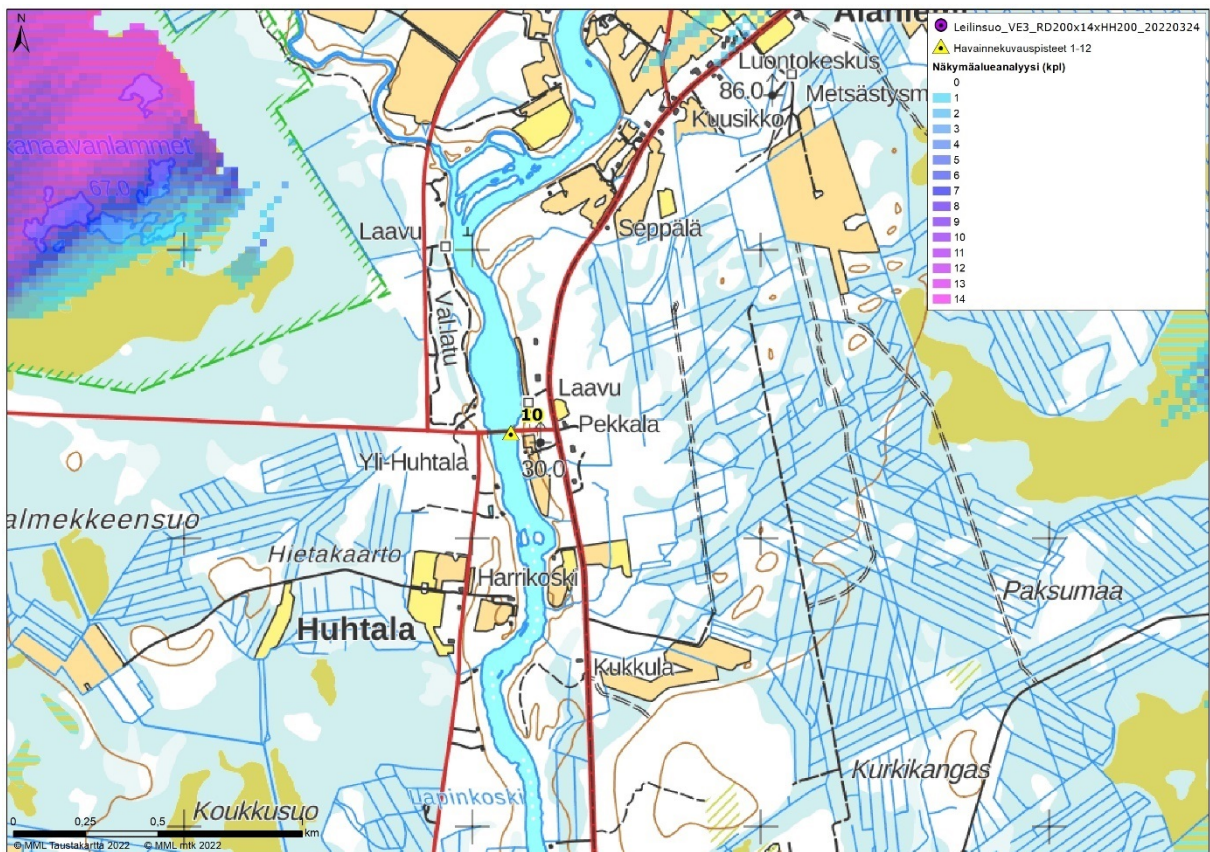 N
Alaniemi
Leilinsuo_VE3_RD200x14xHH200_20220324
Havainnekuvauspisteet 1-12
Näkymäalueanalyysi (kpl)
0
1
2
3
4
5
6
7
8
9
10
11
12
13
14
Luontokeskus
86.0
Metsästysm
Kuusikko
kanaavanlammet
67.0
Seppälä
Laavu
Val.latu
Laavu
10
Pekkala
Yli-Huhtala
30.0
almekkeensuo
Hietakaarto
Harrikoski
Paksumaa
Huhtala
Kukkula
Kurkikangas
Lapinkoski
Koukkusuo
0 0,25 0,5 1 km
© MML Taustakartta 2022 © MML mtk 2022